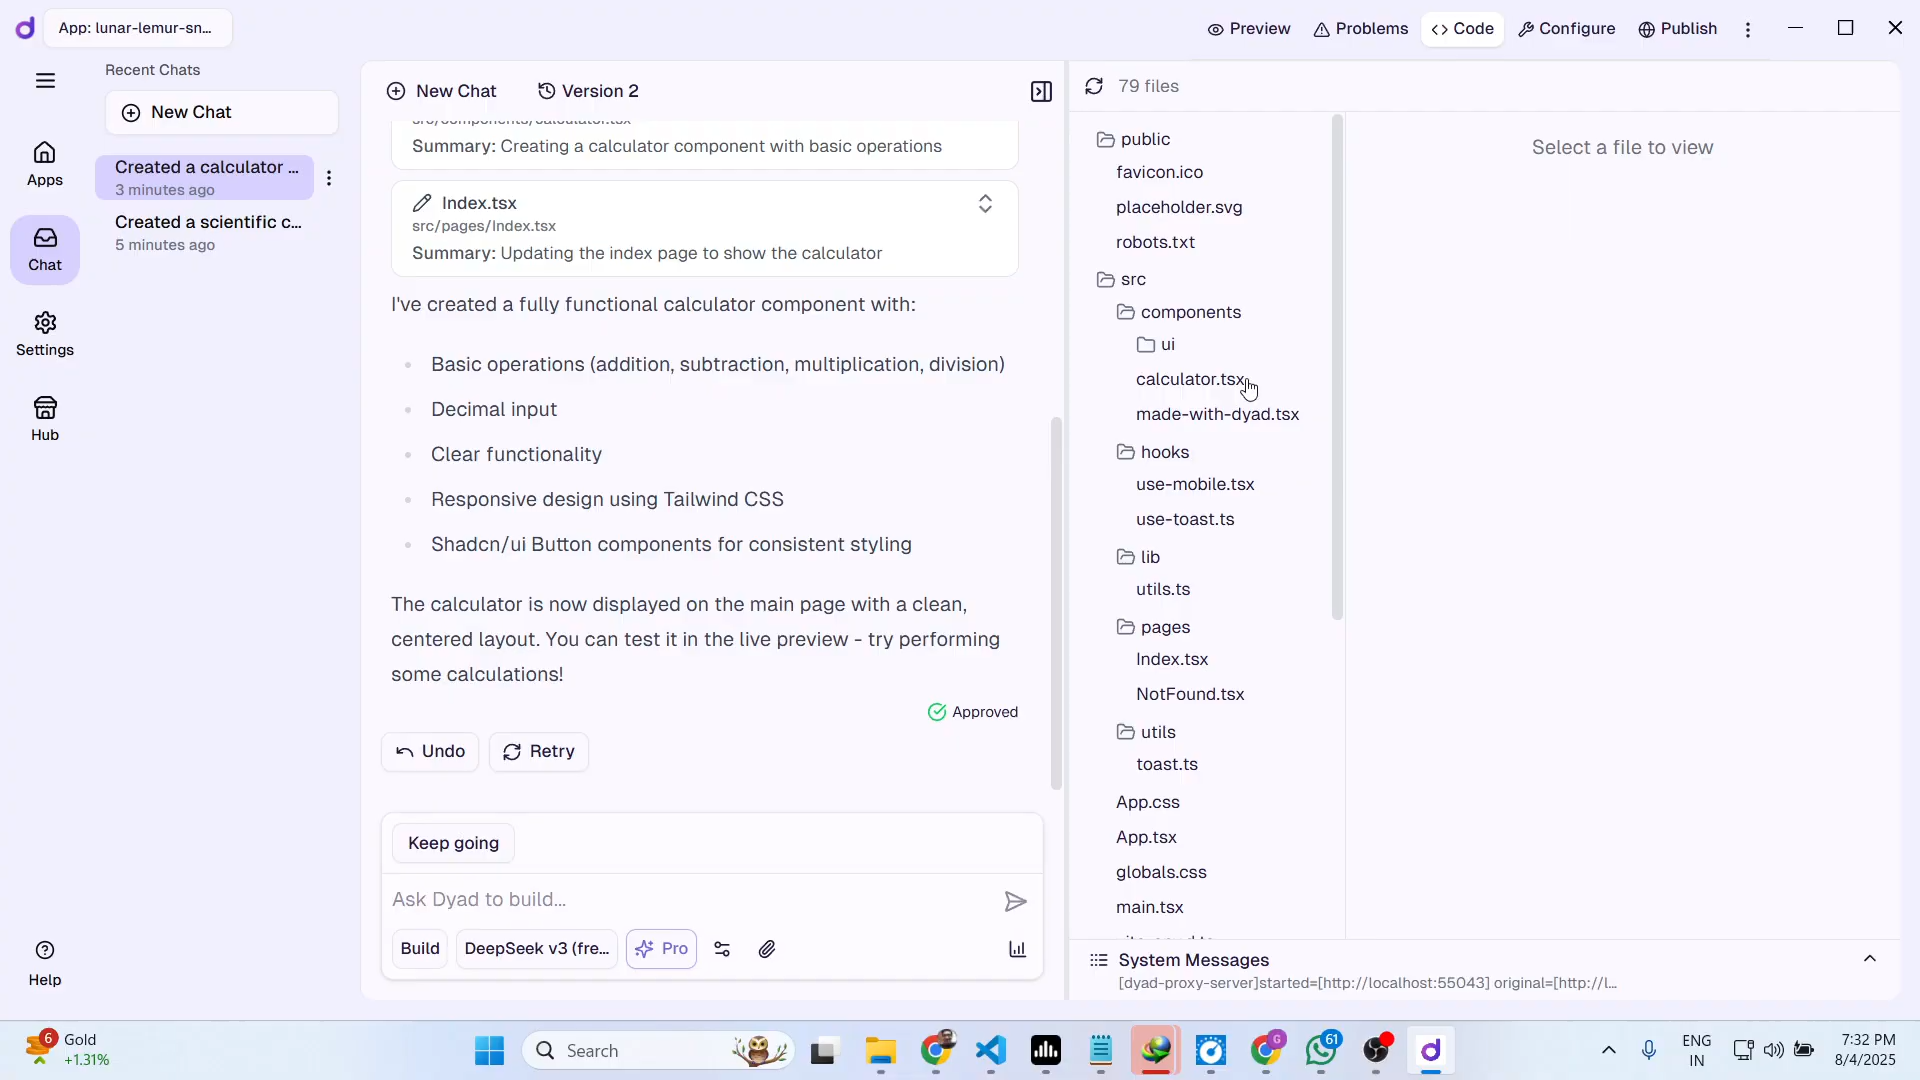 App: lunar-lemur-sn...
Preview
Problems
Code
Configure
Publish
Recent Chats
New Chat
Created a calculator ...
3 minutes ago
Created a scientific c...
5 minutes ago
Apps
Chat
Settings
Hub
Help
New Chat
Version 2
src/components/calculator.tsx
Summary: Creating a calculator component with basic operations
Index.tsx
src/pages/Index.tsx
Summary: Updating the index page to show the calculator
I've created a fully functional calculator component with:
Basic operations (addition, subtraction, multiplication, division)
Decimal input
Clear functionality
Responsive design using Tailwind CSS
Shadcn/ui Button components for consistent styling
The calculator is now displayed on the main page with a clean,
centered layout. You can test it in the live preview - try performing
some calculations!
Approved
Undo
Retry
Keep going
Ask Dyad to build...
Build
DeepSeek v3 (fre...
Pro
79 files
public
favicon.ico
placeholder.svg
robots.txt
src
components
ui
calculator.tsx
made-with-dyad.tsx
hooks
use-mobile.tsx
use-toast.ts
lib
utils.ts
pages
Index.tsx
NotFound.tsx
utils
toast.ts
App.css
App.tsx
globals.css
main.tsx
Select a file to view
System Messages
[dyad-proxy-server]started=[http://localhost:55043] original=[http://l...
6
Gold
+1.31%
Search
G
61
ENG
IN
7:32 PM
8/4/2025